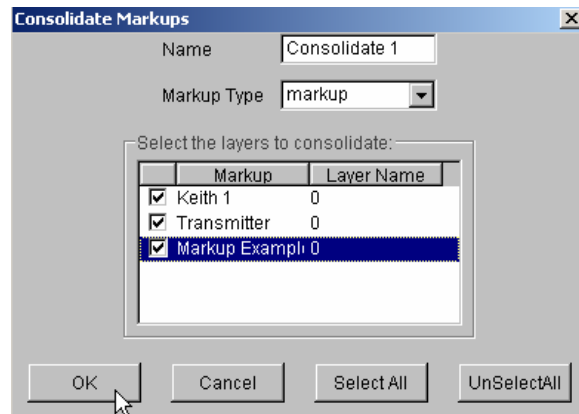 Consolidate Markups
Name Consolidate 1
Markup Type markup
Select the layers to consolidate:
Markup Layer Name
Keith 1 0
Transmitter 0
Markup Exampl 0
OK Cancel Select All UnSelectAll